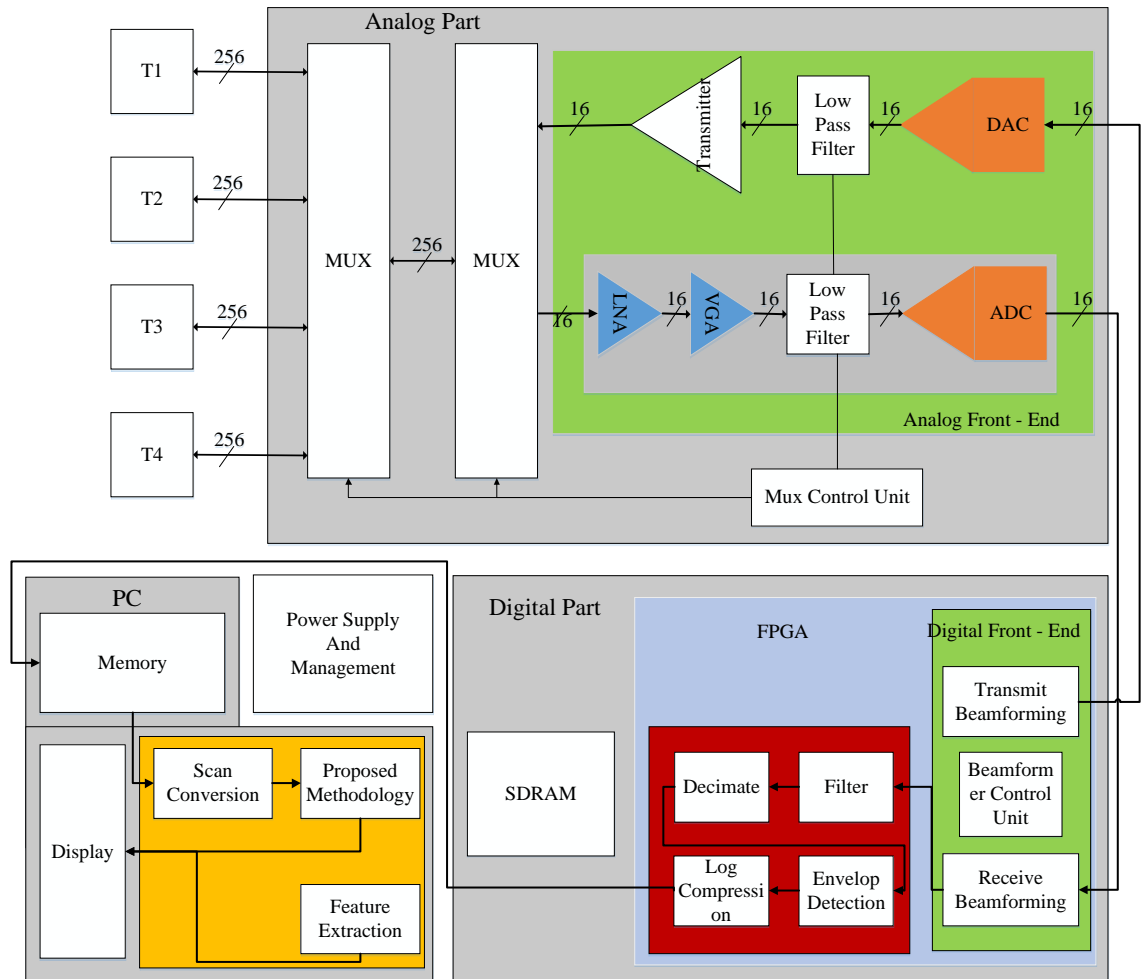 Analog Part
T1
256
T2
256
T3
256
T4
256
MUX
256
MUX
16
Transmitter
16
Low
Pass
Filter
16
DAC
16
16
LNA
16
VGA
16
Low
Pass
Filter
16
ADC
16
Analog Front - End
Mux Control Unit
PC
Memory
Power Supply
And
Management
Display
Scan
Conversion
Proposed
Methodology
Feature
Extraction
Digital Part
SDRAM
FPGA
Decimate
Filter
Log
Compressi
on
Envelop
Detection
Digital Front - End
Transmit
Beamforming
Beamform
er Control
Unit
Receive
Beamforming